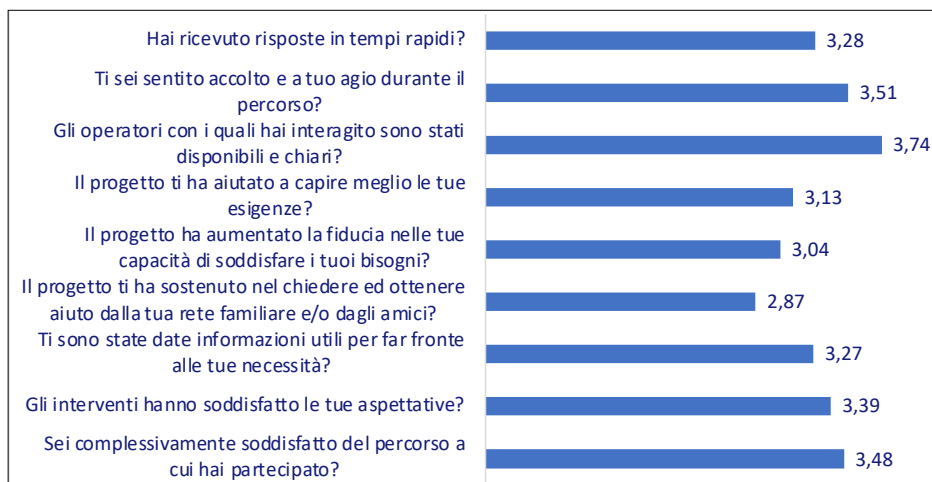 Hai ricevuto risposte in tempi rapidi?
3,28
Ti sei sentito accolto e a tuo agio durante il
percorso?
3,51
Gli operatori con i quali hai interagito sono stati
disponibili e chiari?
3,74
Il progetto ti ha aiutato a capire meglio le tue
esigenze?
3,13
Il progetto ha aumentato la fiducia nelle tue
capacità di soddisfare i tuoi bisogni?
3,04
Il progetto ti ha sostenuto nel chiedere ed ottenere
aiuto dalla tua rete familiare e/o dagli amici?
2,87
Ti sono state date informazioni utili per far fronte
alle tue necessità?
3,27
Gli interventi hanno soddisfatto le tue aspettative?
3,39
Sei complessivamente soddisfatto del percorso a
cui hai partecipato?
3,48